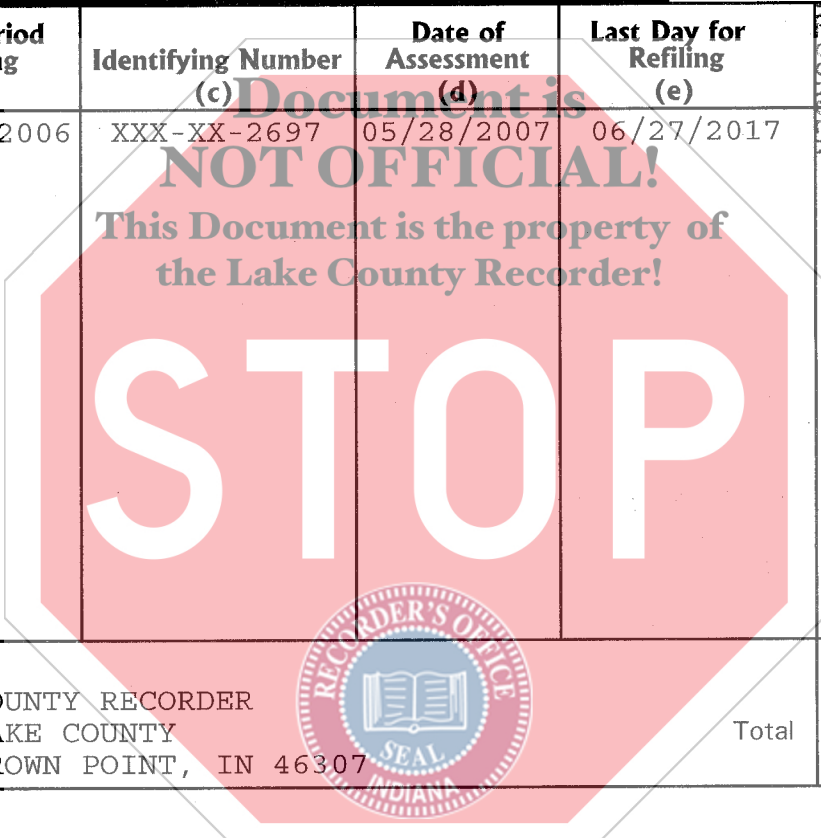 riod
g
Identifying Number
(c)
Date of
Assessment
(d)
Last Day for
Refiling
(e)
2006 XXX-XX-2697 05/28/2007 06/27/2017
Document is
NOT OFFICIAL!
This Document is the property of
the Lake County Recorder!
STOP
OUNTY RECORDER
AKE COUNTY
ROWN POINT, IN 46307
Total
RECORDER'S OFFICE
SEAL
INDIANA